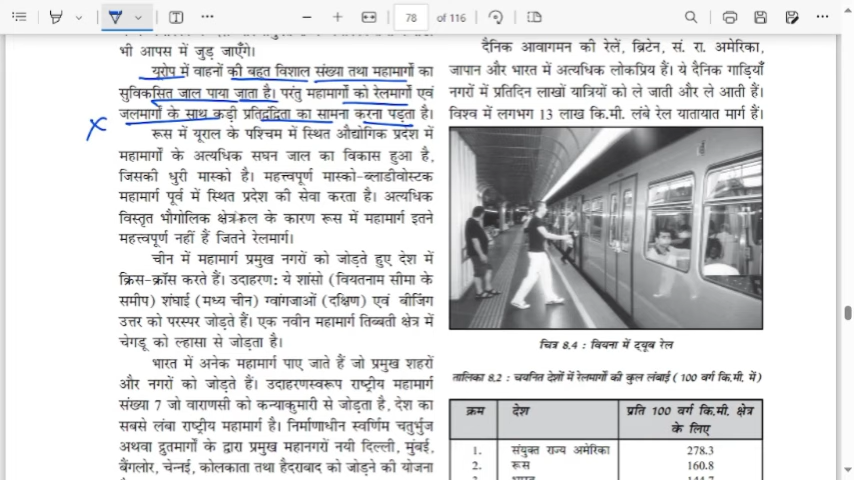 78 of 116
भी आपस में जुड़ जाएँगे।
यूरोप में वाहनों की बहुत विशाल संख्या तथा महामार्गों का
सुविकसित जाल पाया जाता है। परंतु महामार्गों को रेलमार्गों एवं
जलमार्गों के साथ कड़ी प्रतिद्वंद्विता का सामना करना पड़ता है।
रूस में यूराल के पश्चिम में स्थित औद्योगिक प्रदेश में
महामार्गों के अत्यधिक सघन जाल का विकास हुआ है,
जिसकी धुरी मास्को है। महत्त्वपूर्ण मास्को-ब्लाडीवोस्टक
महामार्ग पूर्व में स्थित प्रदेश की सेवा करता है। अत्यधिक
विस्तृत भौगोलिक क्षेत्रफल के कारण रूस में महामार्ग इतने
महत्त्वपूर्ण नहीं हैं जितने रेलमार्ग।
चीन में महामार्ग प्रमुख नगरों को जोड़ते हुए देश में
क्रिस-क्रॉस करते हैं। उदाहरण: ये शांसो (वियतनाम सीमा के
समीप) शंघाई (मध्य चीन) ग्वांगजाओं (दक्षिण) एवं बीजिंग
उत्तर को परस्पर जोड़ते हैं। एक नवीन महामार्ग तिब्बती क्षेत्र में
चेगडू को ल्हासा से जोड़ता है।
भारत में अनेक महामार्ग पाए जाते हैं जो प्रमुख शहरों
और नगरों को जोड़ते हैं। उदाहरणस्वरूप राष्ट्रीय महामार्ग
संख्या 7 जो वाराणसी को कन्याकुमारी से जोड़ता है, देश का
सबसे लंबा राष्ट्रीय महामार्ग है। निर्माणाधीन स्वर्णिम चतुर्भुज
अथवा द्रुतमार्गों के द्वारा प्रमुख महानगरों नयी दिल्ली, मुंबई,
बैंगलोर, चेन्नई, कोलकाता तथा हैदराबाद को जोड़ने की योजना
दैनिक आवागमन की रेलें, ब्रिटेन, सं. रा. अमेरिका,
जापान और भारत में अत्यधिक लोकप्रिय हैं। ये दैनिक गाड़ियाँ
नगरों में प्रतिदिन लाखों यात्रियों को ले जाती और ले आती हैं।
विश्व में लगभग 13 लाख कि.मी. लंबे रेल यातायात मार्ग हैं।
चित्र 8.4 : वियना में ट्यूब रेल
तालिका 8.2 : चयनित देशों में रेलमार्गों की कुल लंबाई ( 100 वर्ग कि.मी. में)
क्रम देश प्रति 100 वर्ग कि.मी. क्षेत्र
के लिए
1. संयुक्त राज्य अमेरिका 278.3
2. रूस 160.8